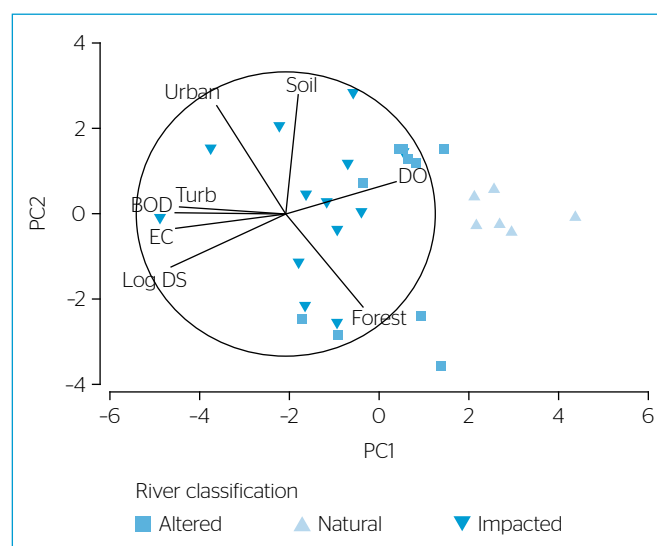 4
2
0
−2
−4
PC2
Urban
Soil
DO
Turb
BOD
EC
Log DS
Forest
−6 −4 −2 0 2 4 6
PC1
River classification
Altered Natural Impacted